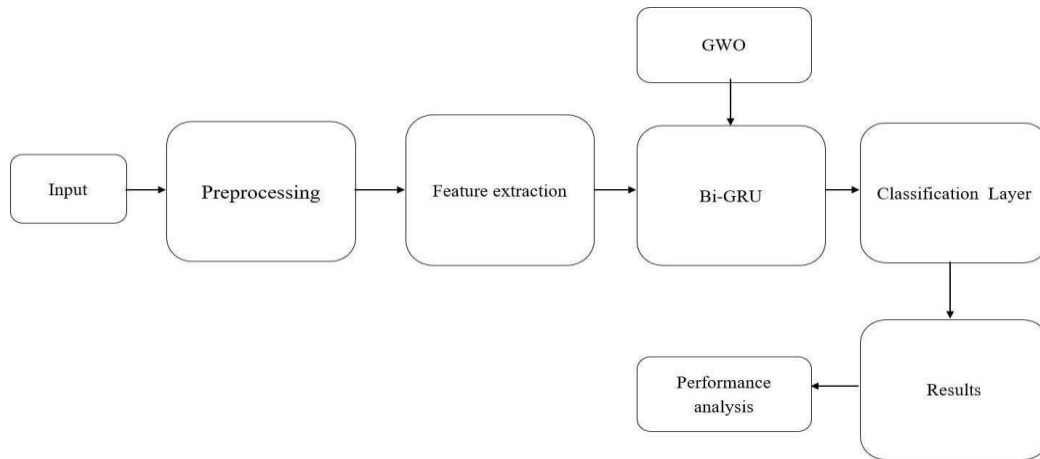 GWO
Input
Preprocessing
Feature extraction
Bi-GRU
Classification Layer
Results
Performance
analysis